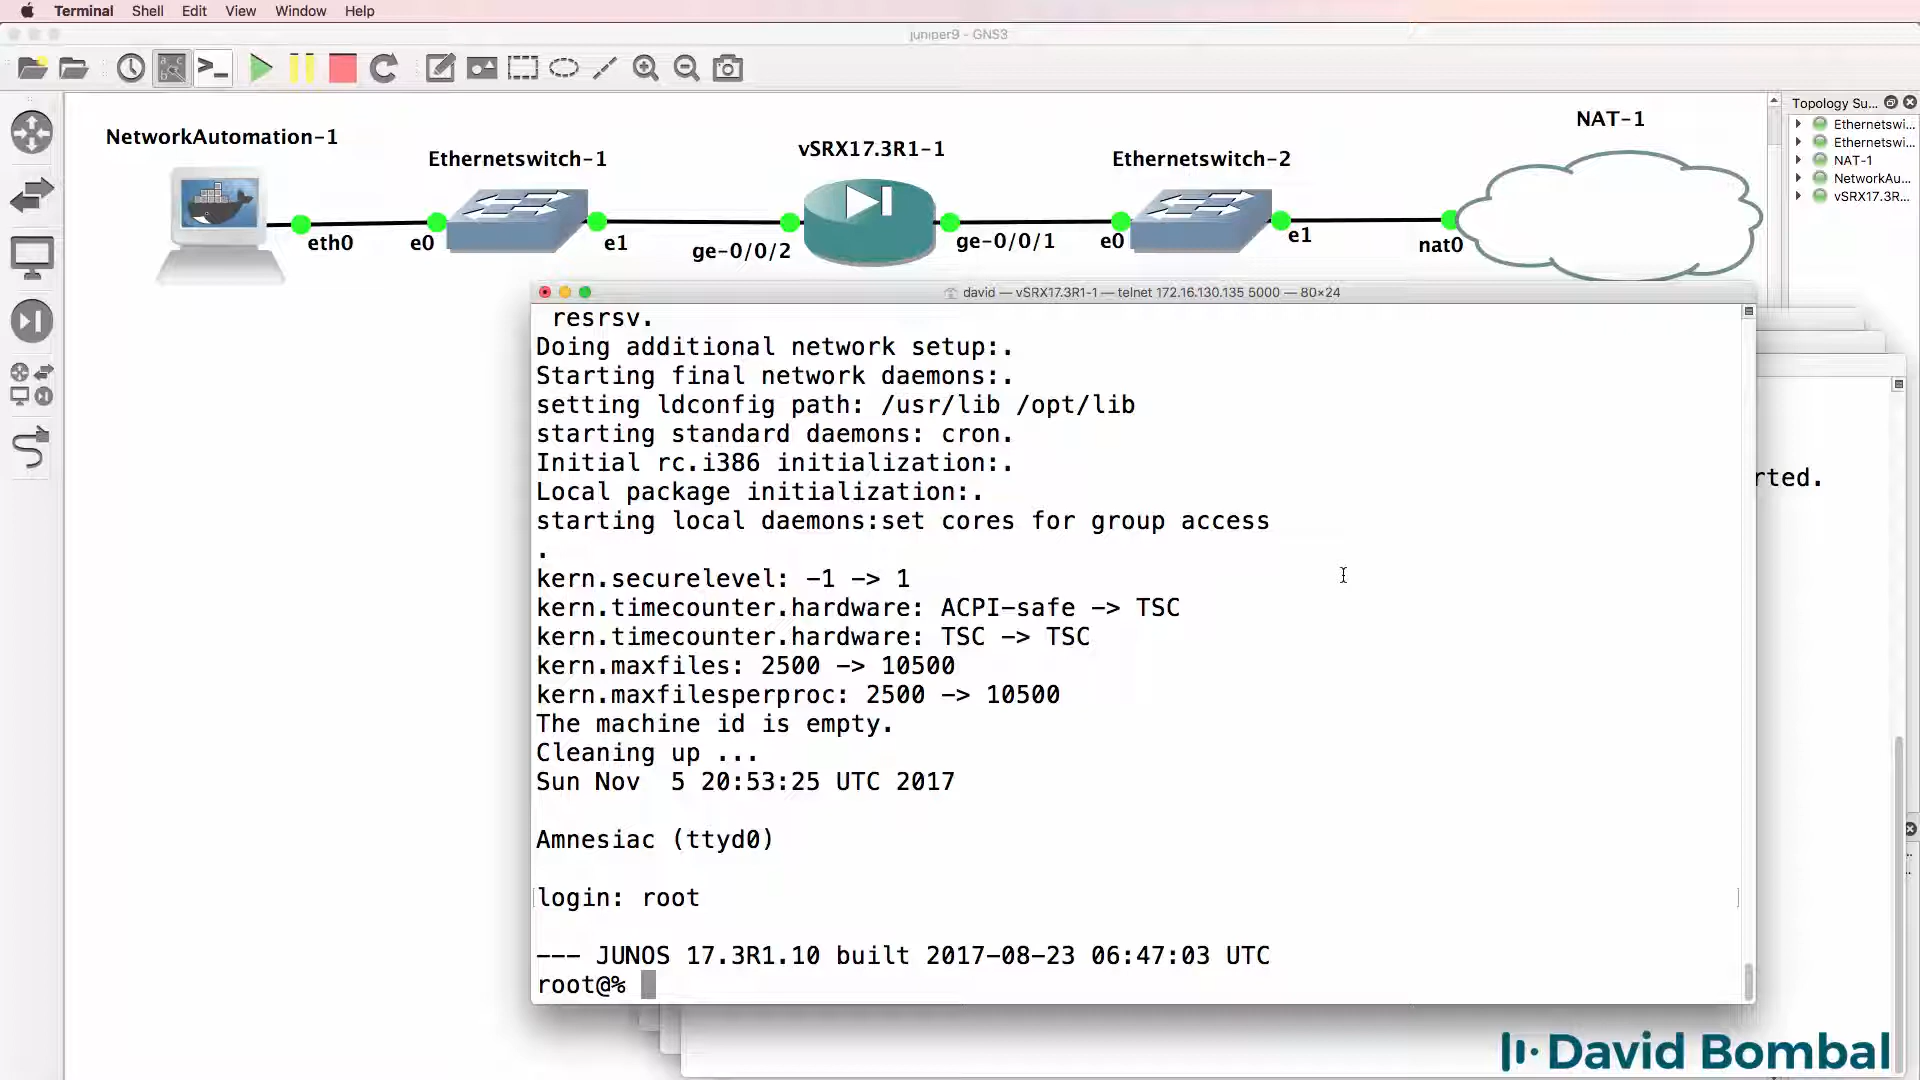 Terminal Shell Edit View Window Help
juniper9 - GNS3
Topology Su...
Ethernetswi...
Ethernetswi...
NAT-1
NetworkAu...
vSRX17.3R...
NetworkAutomation-1
Ethernetswitch-1
vSRX17.3R1-1
Ethernetswitch-2
NAT-1
eth0
e0
e1
ge-0/0/2
ge-0/0/1
e0
e1
nat0
david — vSRX17.3R1-1 — telnet 172.16.130.135 5000 — 80×24
resrsv.
Doing additional network setup:.
Starting final network daemons:.
setting ldconfig path: /usr/lib /opt/lib
starting standard daemons: cron.
Initial rc.i386 initialization:.
Local package initialization:.
starting local daemons:set cores for group access
.
kern.securelevel: -1 -> 1
kern.timecounter.hardware: ACPI-safe -> TSC
kern.timecounter.hardware: TSC -> TSC
kern.maxfiles: 2500 -> 10500
kern.maxfilesperproc: 2500 -> 10500
The machine id is empty.
Cleaning up ...
Sun Nov  5 20:53:25 UTC 2017
Amnesiac (ttyd0)
login: root
--- JUNOS 17.3R1.10 built 2017-08-23 06:47:03 UTC
root@%
rted.
David Bombal